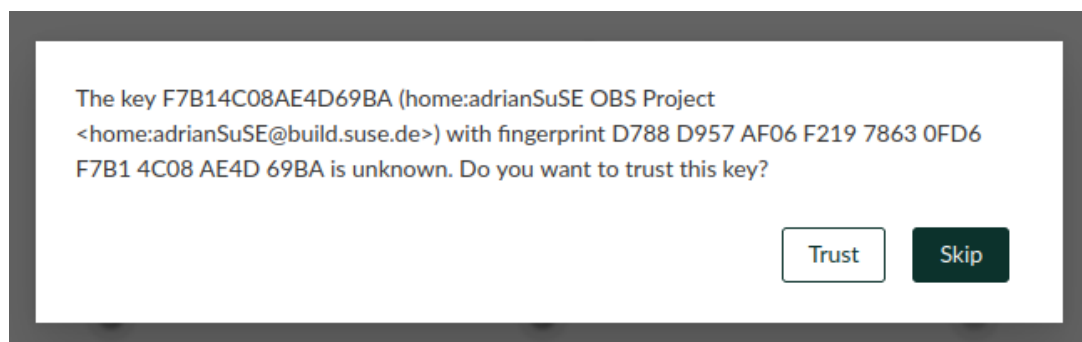 The key F7B14C08AE4D69BA (home:adrianSuSE OBS Project
<home:adrianSuSE@build.suse.de>) with fingerprint D788 D957 AF06 F219 7863 0FD6
F7B1 4C08 AE4D 69BA is unknown. Do you want to trust this key?
Trust
Skip